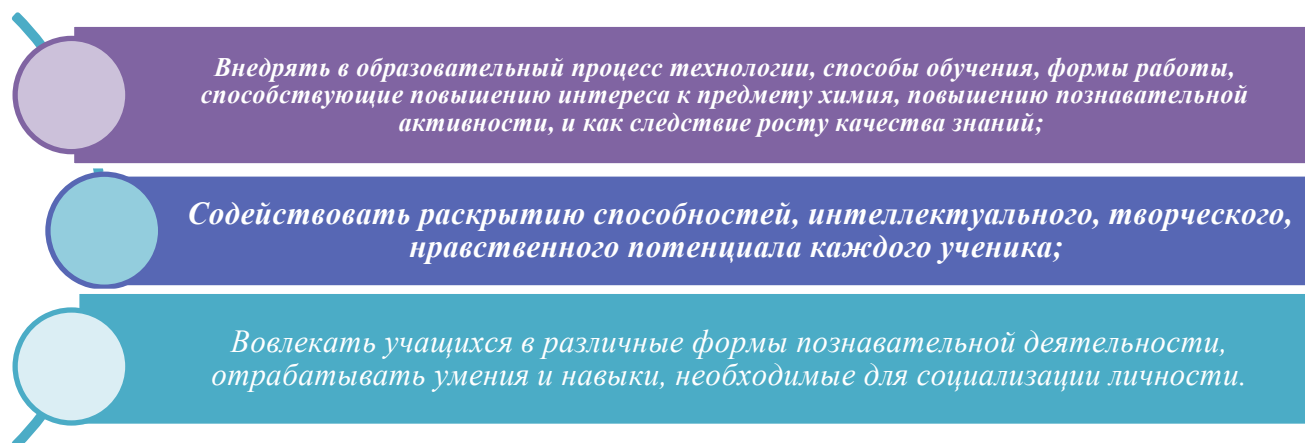 Внедрять в образовательный процесс технологии, способы обучения, формы работы,
способствующие повышению интереса к предмету химия, повышению познавательной
активности, и как следствие росту качества знаний;
Содействовать раскрытию способностей, интеллектуального, творческого,
нравственного потенциала каждого ученика;
Вовлекать учащихся в различные формы познавательной деятельности,
отрабатывать умения и навыки, необходимые для социализации личности.